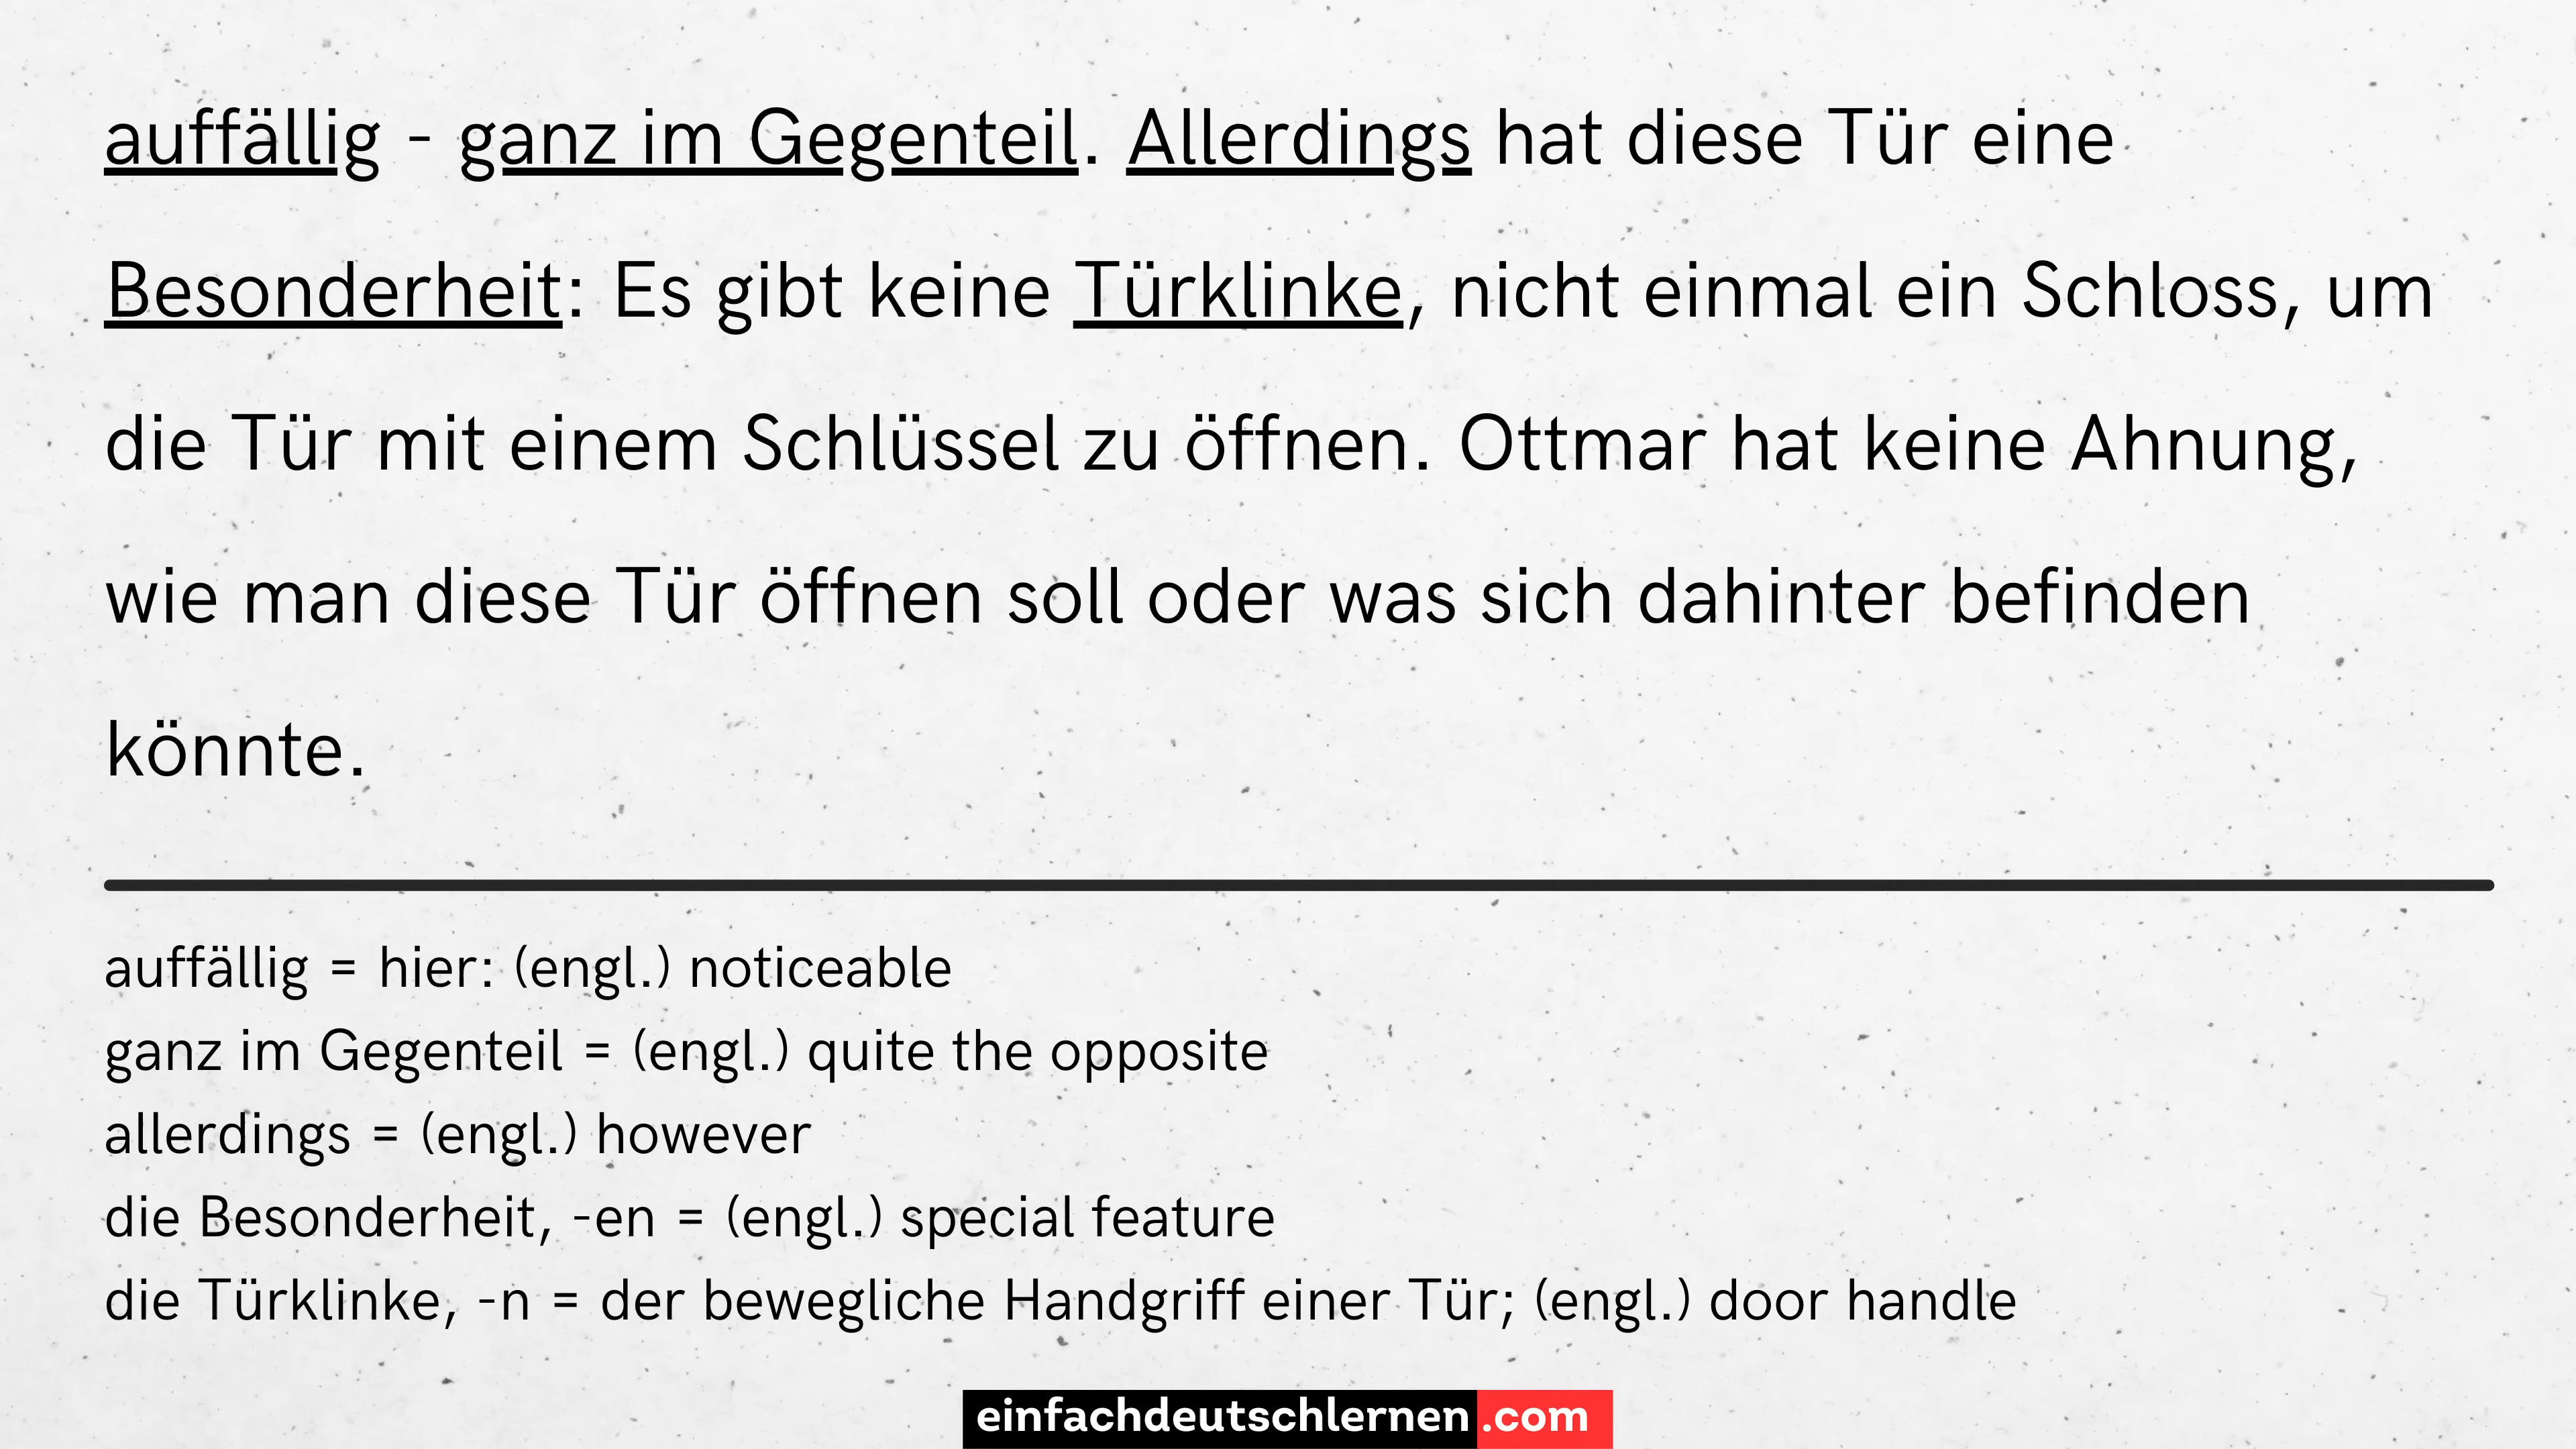 auffällig - ganz im Gegenteil. Allerdings hat diese Tür eine
Besonderheit: Es gibt keine Türklinke, nicht einmal ein Schloss, um
die Tür mit einem Schlüssel zu öffnen. Ottmar hat keine Ahnung,
wie man diese Tür öffnen soll oder was sich dahinter befinden
könnte.
auffällig = hier: (engl.) noticeable
ganz im Gegenteil = (engl.) quite the opposite
allerdings = (engl.) however
die Besonderheit, -en = (engl.) special feature
die Türklinke, -n = der bewegliche Handgriff einer Tür; (engl.) door handle
einfachdeutschlernen.com